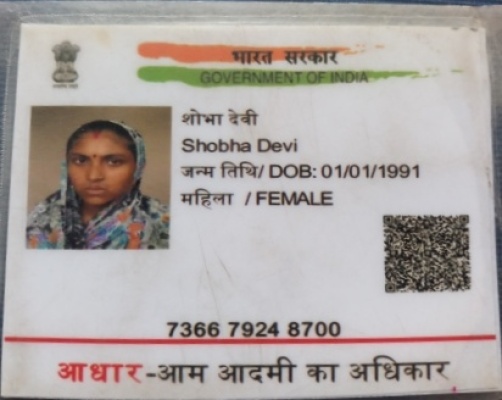 भारत सरकार
GOVERNMENT OF INDIA
शोभा देवी
Shobha Devi
जन्म तिथि/ DOB: 01/01/1991
महिला / FEMALE
7366 7924 8700
आधार-आम आदमी का अधिकार